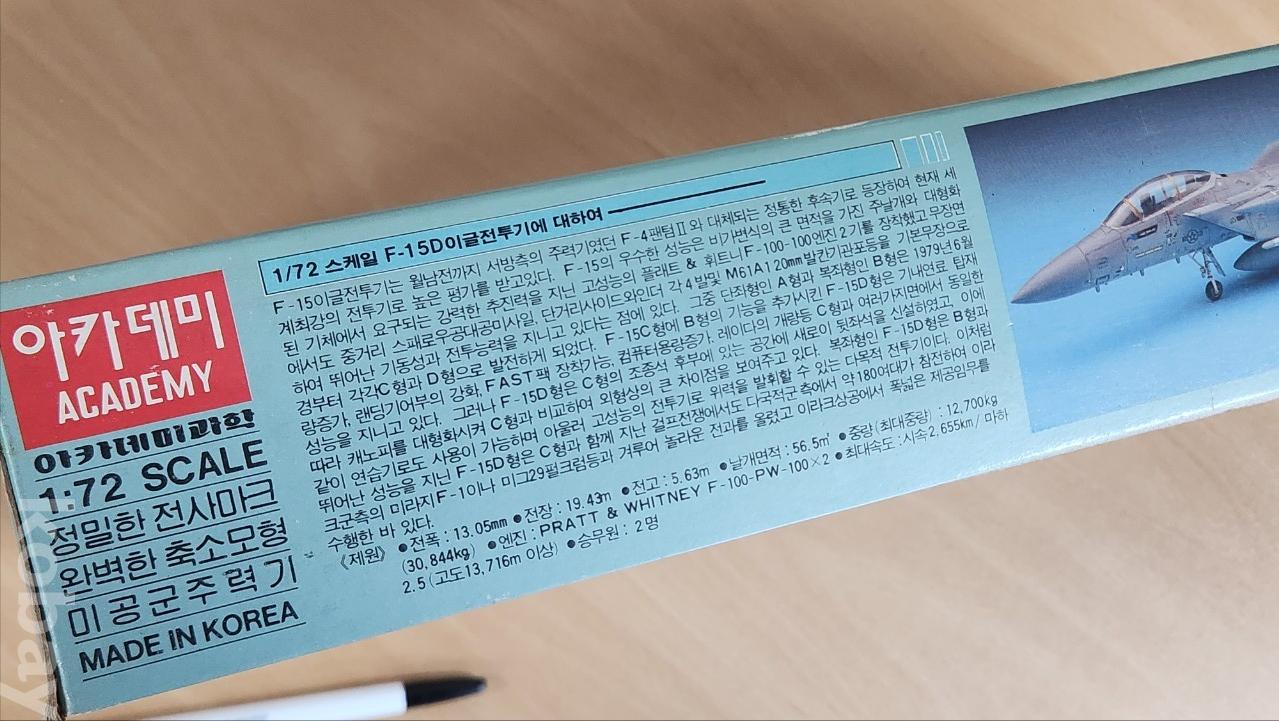 아카데미
ACADEMY
아카데미과학
1:72 SCALE
정밀한 전사마크
완벽한 축소모형
미공군주력기
MADE IN KOREA
1/72 스케일 F-15D이글전투기에 대하여
F-15이글전투기는 월남전까지 서방측의 주력기였던 F-4팬텀Ⅱ와 대체되는 정통한 후속기로 등장하여 현재 세
계최강의 전투기로 높은 평가를 받고있다. F-15의 우수한 성능은 비가변식의 큰 면적을 가진 주날개와 대형화
된 기체에서 요구되는 강력한 추진력을 지닌 고성능의 플래트 & 휘트니F-100-100엔진2기를 장착했고 무장면
에서도 중거리 스패로우공대공미사일, 단거리사이드와인더 각4발및 M61A1 20mm발칸기관포등을 기본무장으로
하여 뛰어난 기동성과 전투능력을 지니고 있다는 점에 있다. 그중 단좌형인 A형과 복좌형인 B형은 1979년6월
경부터 각각C형과 D형으로 발전하게 되었다. F-15C형에 B형의 기능을 추가시킨 F-15D형은 기내연료 탑재
량증가, 랜딩기어부의 강화, FAST팩 장착가능, 컴퓨터용량증가, 레이다의 개량등 C형과 여러가지면에서 동일한
성능을 지니고 있다. 그러나 F-15D형은 C형의 조종석 후부에 있는 공간에 새로이 뒷좌석을 신설하였고, 이에
따라 캐노피를 대형화시켜 C형과 비교하여 외형상의 큰 차이점을 보여주고 있다. 복좌형인 F-15D형은 B형과
같이 연습기로도 사용이 가능하며 아울러 고성능의 전투기로 위력을 발휘할 수 있는 다목적 전투기이다. 이처럼
뛰어난 성능을 지닌 F-15D형은 C형과 함께 지난 걸프전쟁에서도 다국적군 측에서 약180여대가 참전하여 이라
크군측의 미라지F-1이나 미그29펄크럼등과 겨루어 놀라운 전과를 올렸고 이라크상공에서 폭넓은 제공임무를
수행한 바 있다.
《제원》 ●전폭 : 13.05mm ●전장 : 19.43m ●전고 : 5.63m ●날개면적 : 56.5㎡ ●중량(최대중량) : 12,700kg
(30,844kg) ●엔진 : PRATT & WHITNEY F-100-PW-100×2 ●최대속도 : 시속2,655km/마하
2.5(고도13,716m 이상) ●승무원 : 2명
kobay